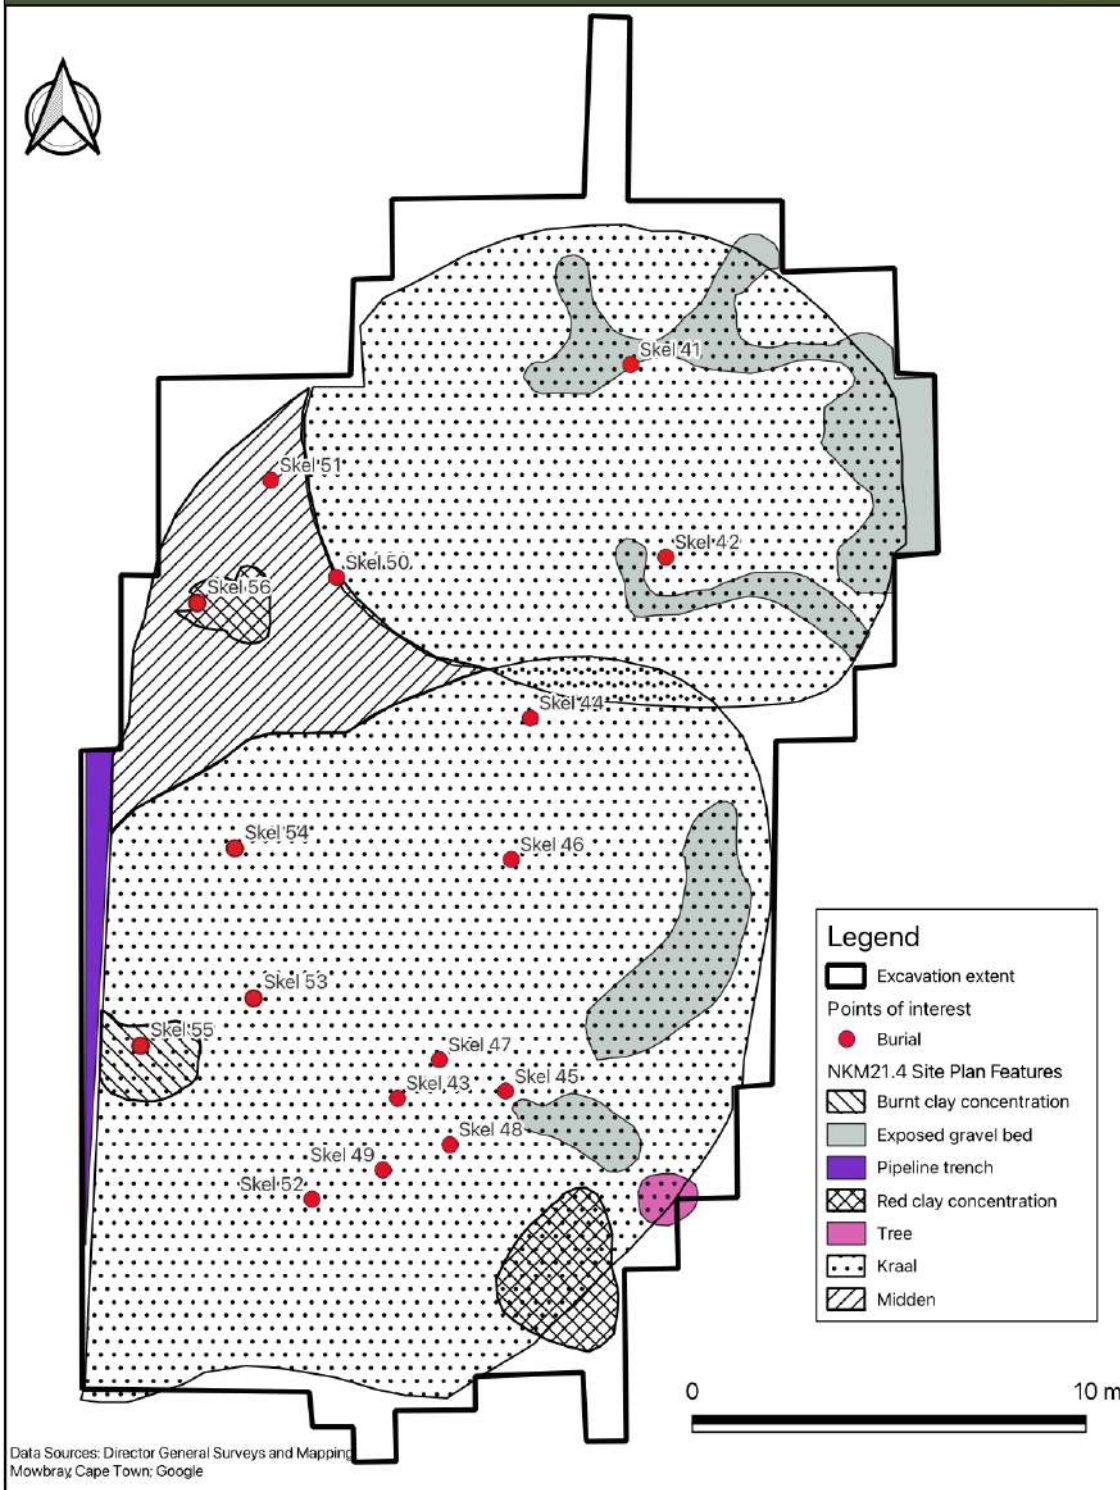 Skel 41
Skel 51
Skel 42
Skel 50
Skel 56
Skel 44
Skel 54
Skel 46
Skel 53
Skel 55
Skel 47
Skel 45
Skel 43
Skel 48
Skel 49
Skel 52
Legend
Excavation extent
Points of interest
Burial
NKM21.4 Site Plan Features
Burnt clay concentration
Exposed gravel bed
Pipeline trench
Red clay concentration
Tree
Kraal
Midden
0 10 m
Data Sources: Director General Surveys and Mapping
Mowbray, Cape Town; Google